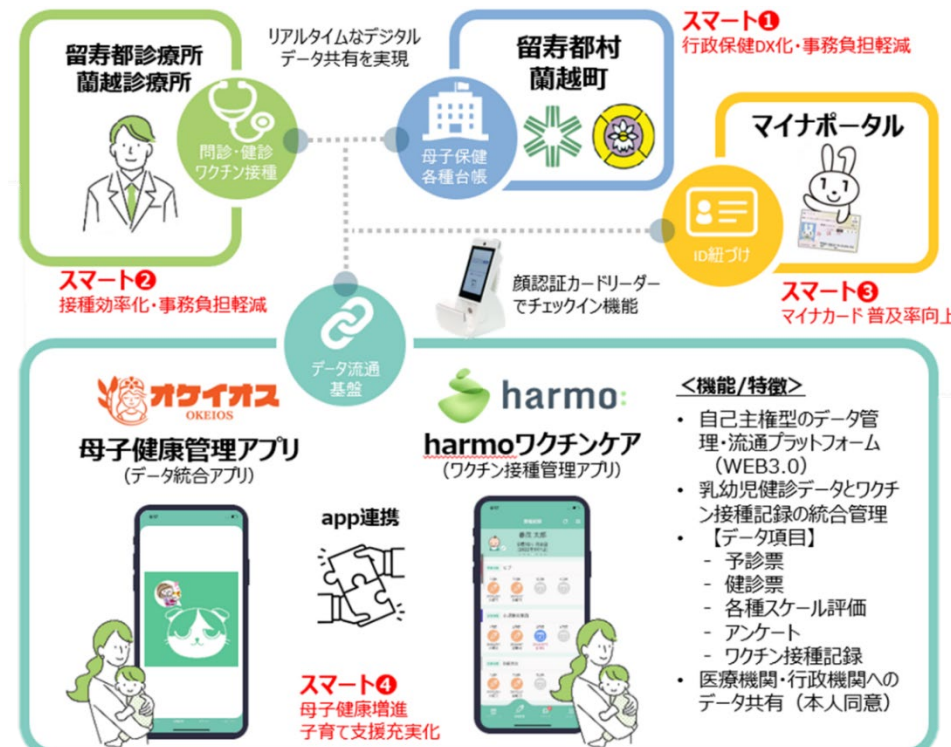 スマート❶
行政保健DX化・事務負担軽減
リアルタイムなデジタル
データ共有を実現
留寿都診療所
蘭越診療所
問診・健診
ワクチン接種
留寿都村
蘭越町
母子保健
各種台帳
マイナポータル
ID紐づけ
スマート❷
接種効率化・事務負担軽減
顔認証カードリーダー
でチェックイン機能
スマート❸
マイナカード 普及率向上
データ流通
基盤
オケイオス
OKEIOS
母子健康管理アプリ
(データ統合アプリ)
harmo:
harmoワクチンケア
(ワクチン接種管理アプリ)
app連携
スマート❹
母子健康増進
子育て支援充実化
<機能/特徴>
• 自己主権型のデータ管
理・流通プラットフォーム
(WEB3.0)
• 乳幼児健診データとワクチ
ン接種記録の統合管理
• 【データ項目】
- 予診票
- 健診票
- 各種スケール評価
- アンケート
- ワクチン接種記録
• 医療機関・行政機関への
データ共有(本人同意)